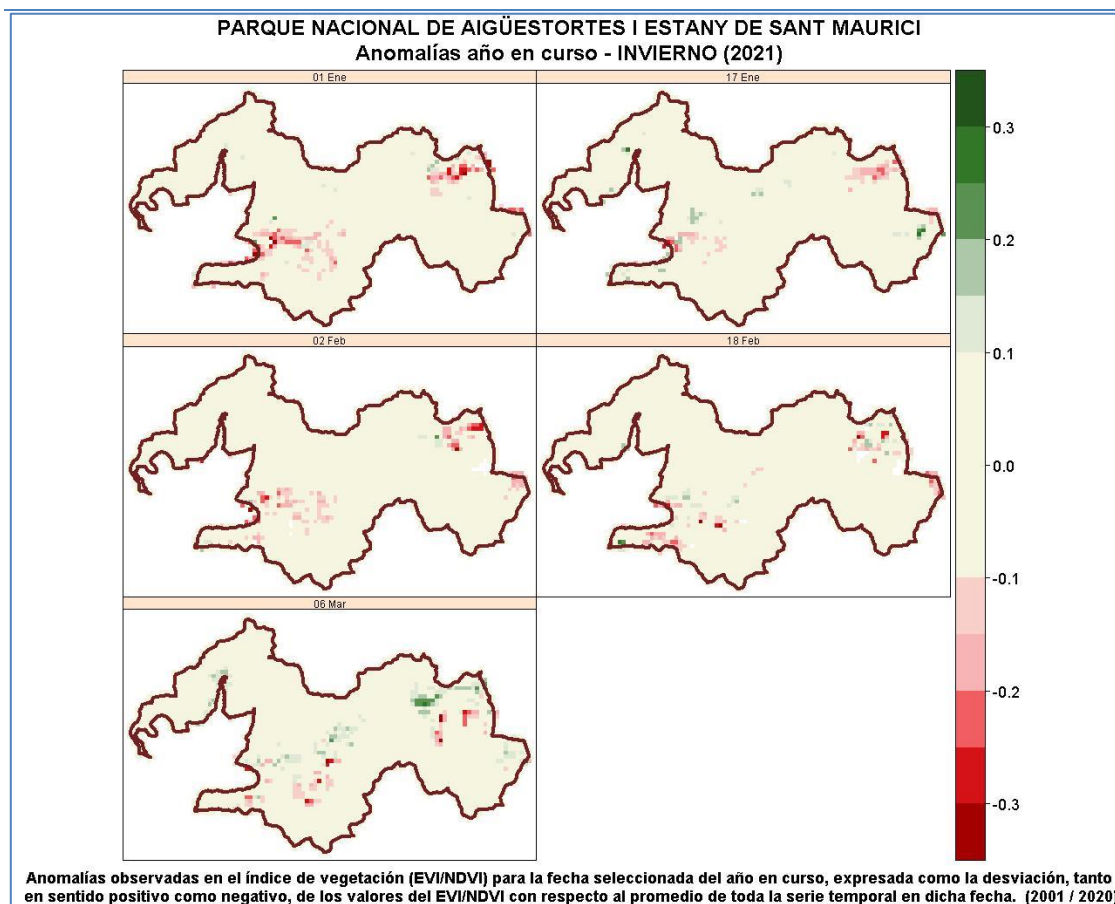 PARQUE NACIONAL DE AIGÜESTORTES I ESTANY DE SANT MAURICI
Anomalías año en curso - INVIERNO (2021)
01 Ene
17 Ene
02 Feb
18 Feb
06 Mar
0.3
0.2
0.1
0.0
-0.1
-0.2
-0.3
Anomalías observadas en el índice de vegetación (EVI/NDVI) para la fecha seleccionada del año en curso, expresada como la desviación, tanto
en sentido positivo como negativo, de los valores del EVI/NDVI con respecto al promedio de toda la serie temporal en dicha fecha. (2001 / 2020)